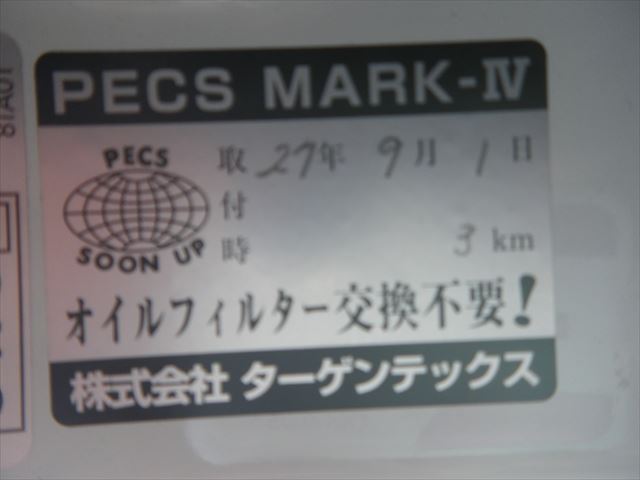 PECS MARK-Ⅳ
PECS
SOON UP
取付時
27年 9月 1日
3 km
オイルフィルター交換不要!
株式会社 ターゲンテックス
81A01